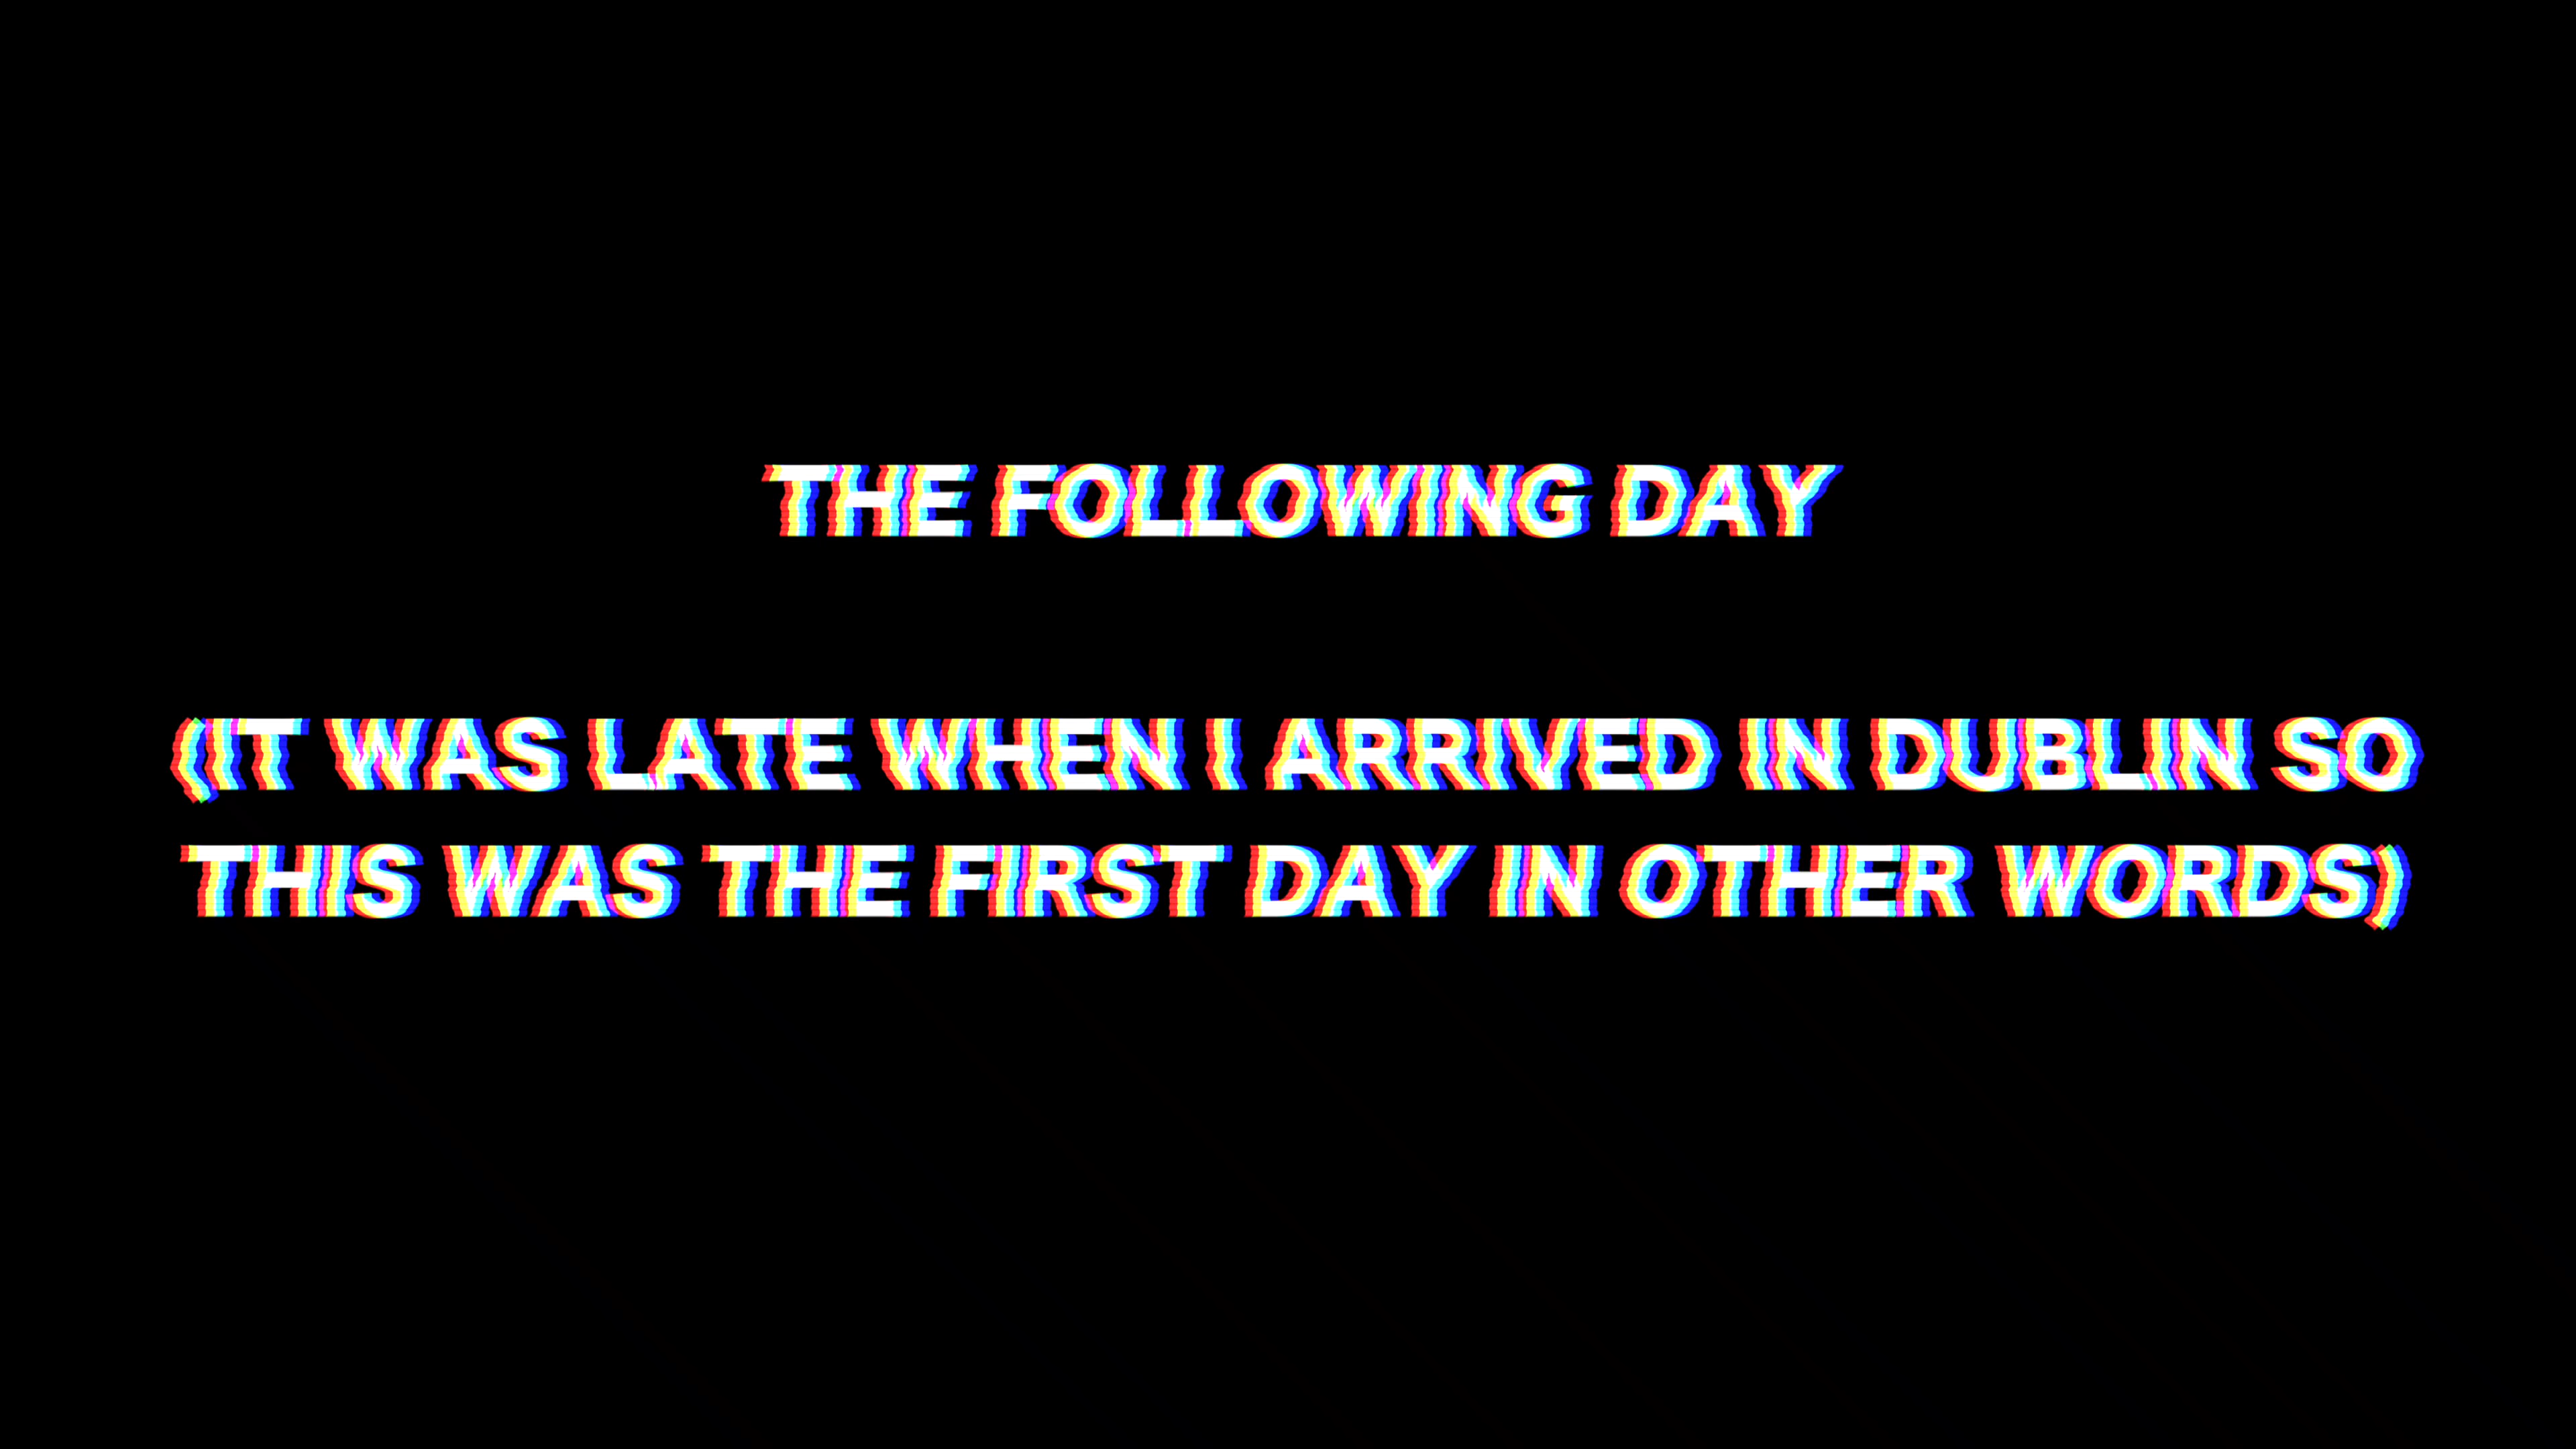 THE FOLLOWING DAY
(IT WAS LATE WHEN I ARRIVED IN DUBLIN SO
THIS WAS THE FIRST DAY IN OTHER WORDS)